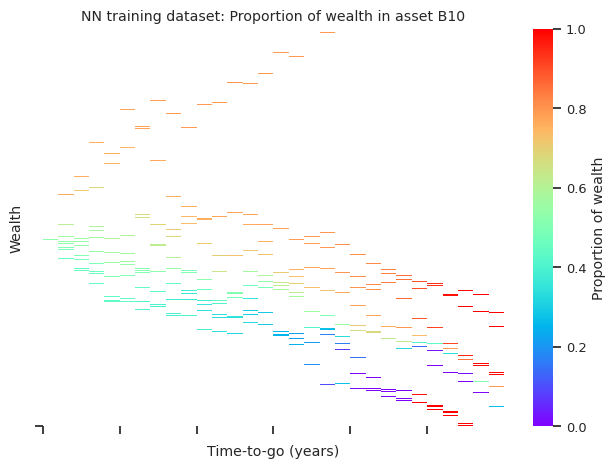 NN training dataset: Proportion of wealth in asset B10
Wealth
Time-to-go (years)
1.0
0.8
0.6
0.4
0.2
0.0
Proportion of wealth